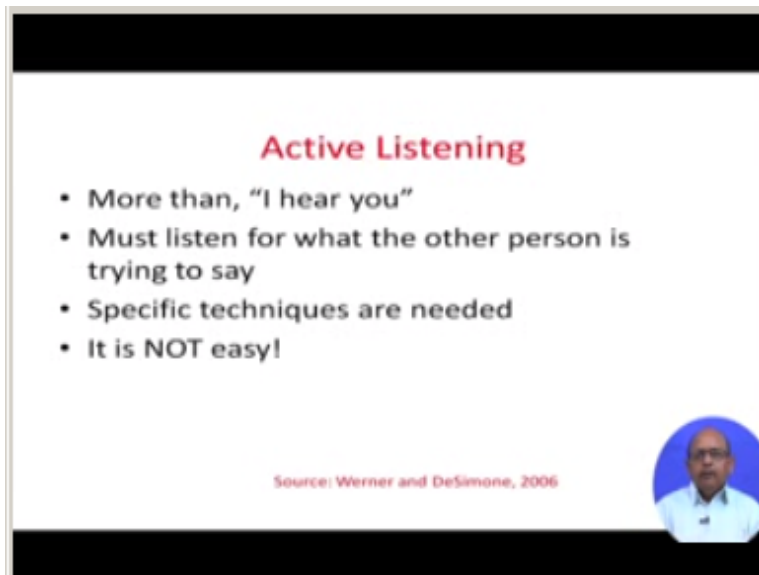 Active Listening
• More than, “I hear you”
• Must listen for what the other person is
trying to say
• Specific techniques are needed
• It is NOT easy!
Source: Werner and DeSimone, 2006